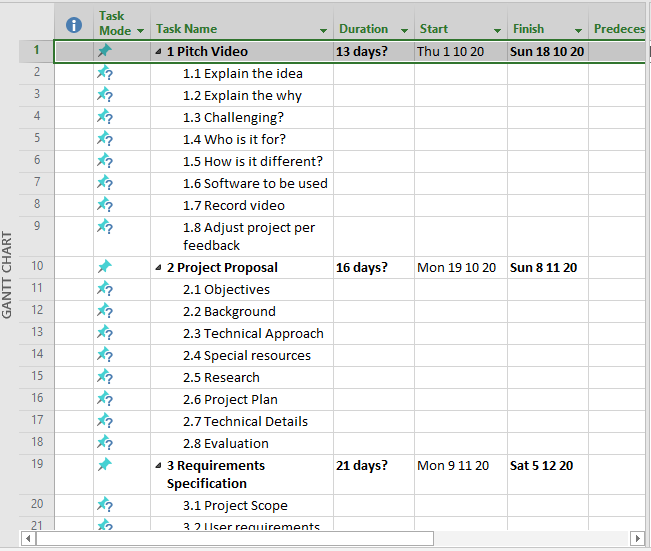 Task Mode Task Name Duration Start Finish Predeces
1 1 Pitch Video 13 days? Thu 1 10 20 Sun 18 10 20
2 1.1 Explain the idea
3 1.2 Explain the why
4 1.3 Challenging?
5 1.4 Who is it for?
6 1.5 How is it different?
7 1.6 Software to be used
8 1.7 Record video
9 1.8 Adjust project per
feedback
10 2 Project Proposal 16 days? Mon 19 10 20 Sun 8 11 20
11 2.1 Objectives
12 2.2 Background
13 2.3 Technical Approach
14 2.4 Special resources
15 2.5 Research
16 2.6 Project Plan
17 2.7 Technical Details
18 2.8 Evaluation
19 3 Requirements 21 days? Mon 9 11 20 Sat 5 12 20
Specification
20 3.1 Project Scope
21 3.2 User requirements
GANTT CHART